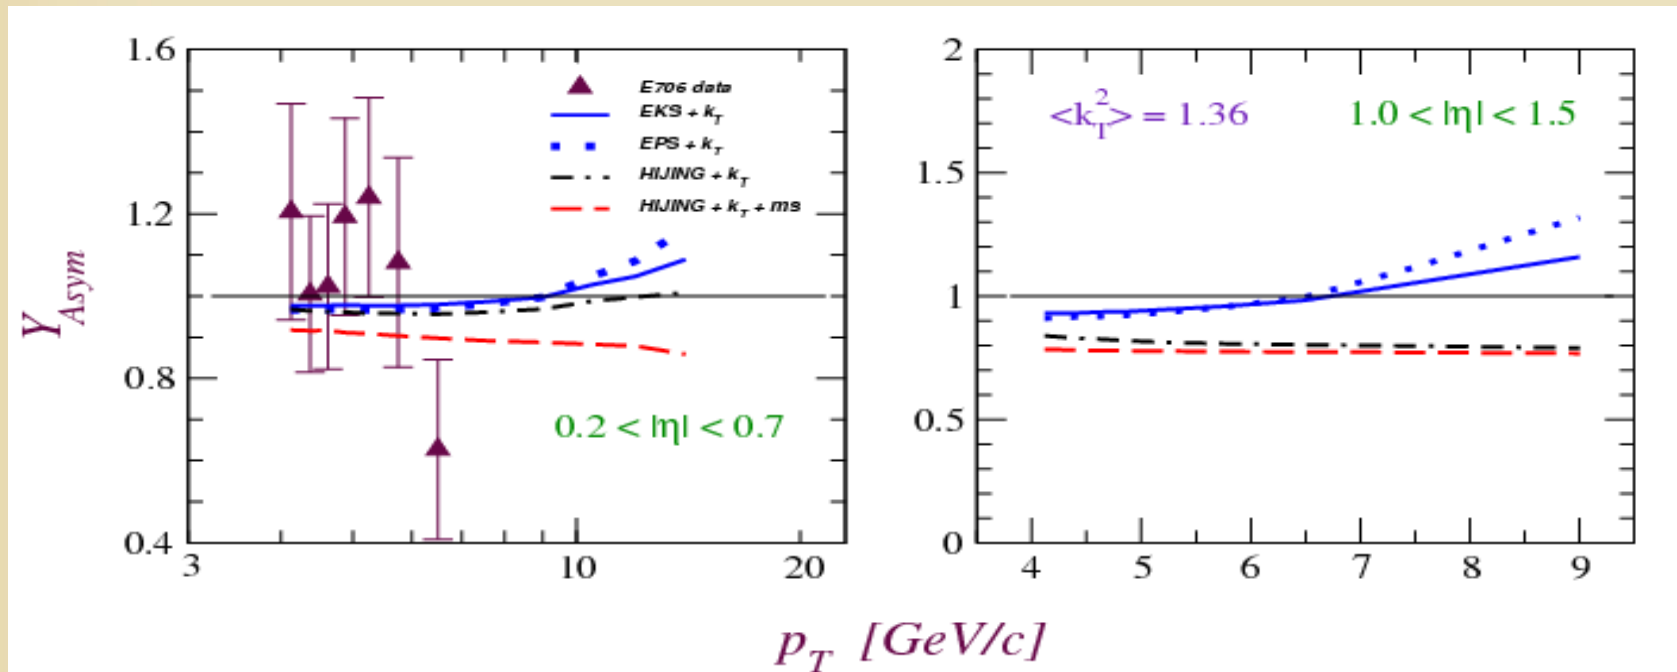 Y_Asym
1.6
1.2
0.8
0.4
3
10
20
E706 data
EKS + k_T
EPS + k_T
HIJING + k_T
HIJING + k_T + ms
0.2 < |η| < 0.7
2
1.5
1
0.5
0
4 5 6 7 8 9
<k_T^2> = 1.36
1.0 < |η| < 1.5
p_T [GeV/c]